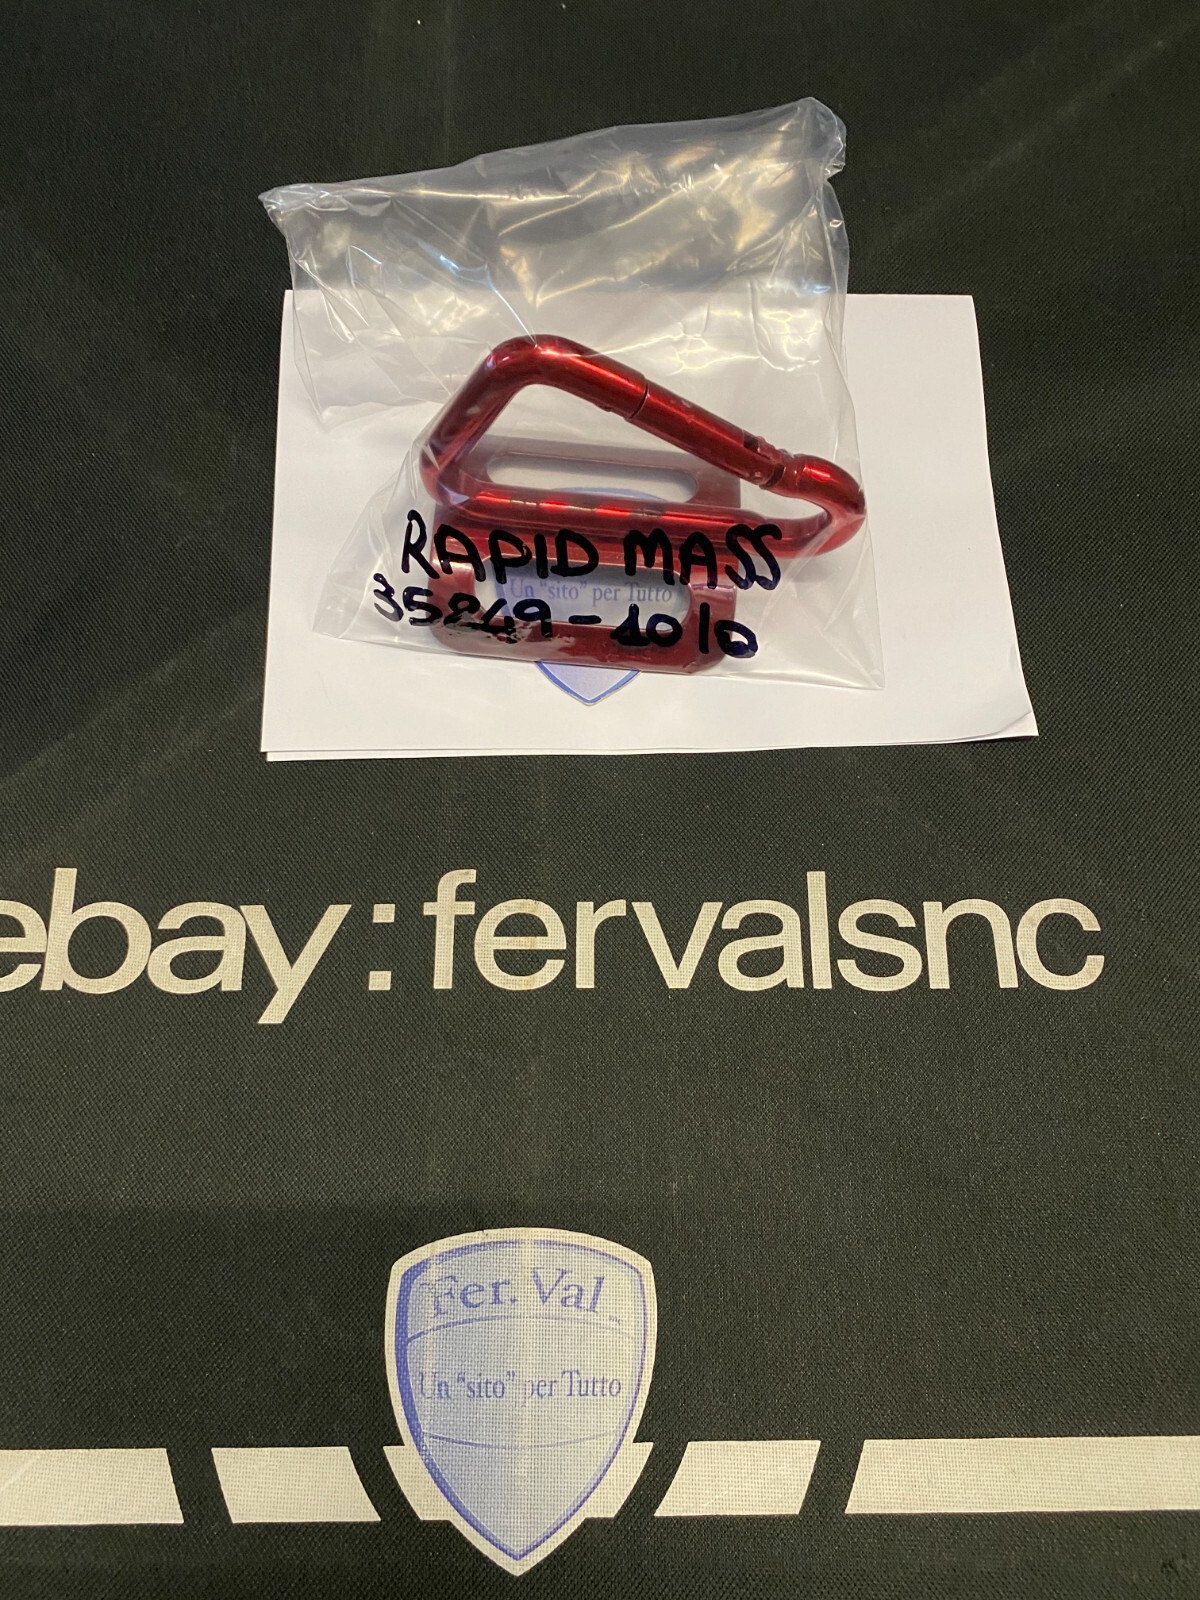 RAPID MASS
Un "sito" per Tutto
35249-1010
ebay:fervalsnc
Fer. Val.
Un "sito" per Tutto